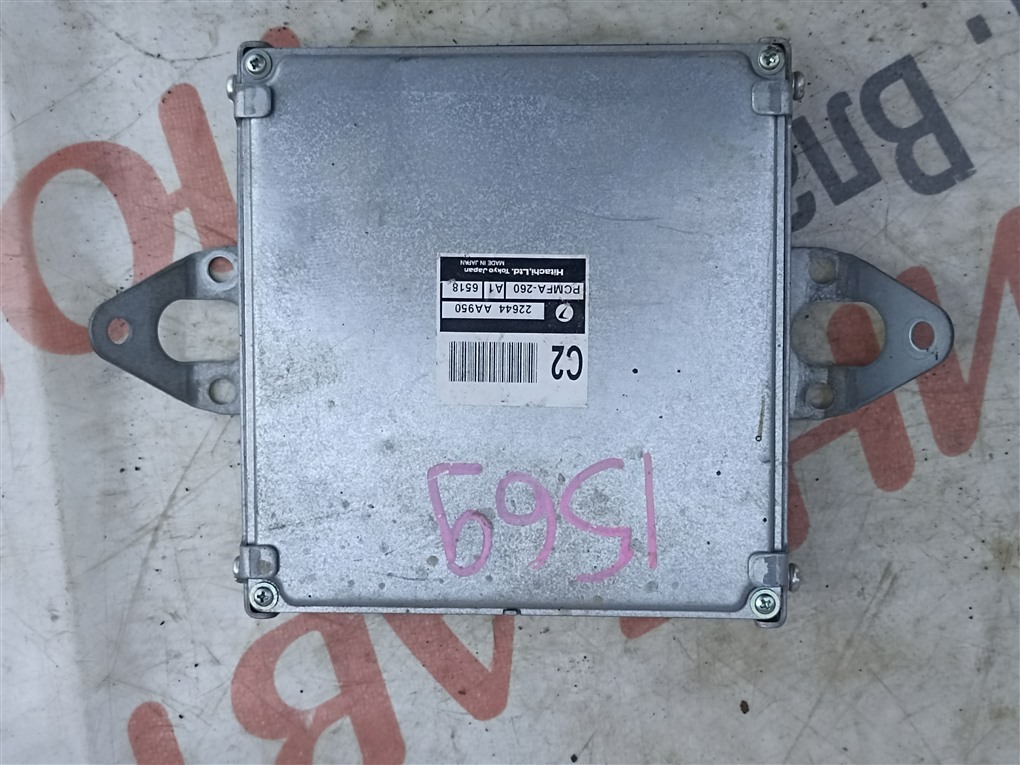 1569
C2
22644 AA950
PCMFA-260 A1 6518
Hitachi,Ltd. Tokyo Japan
MADE IN JAPAN